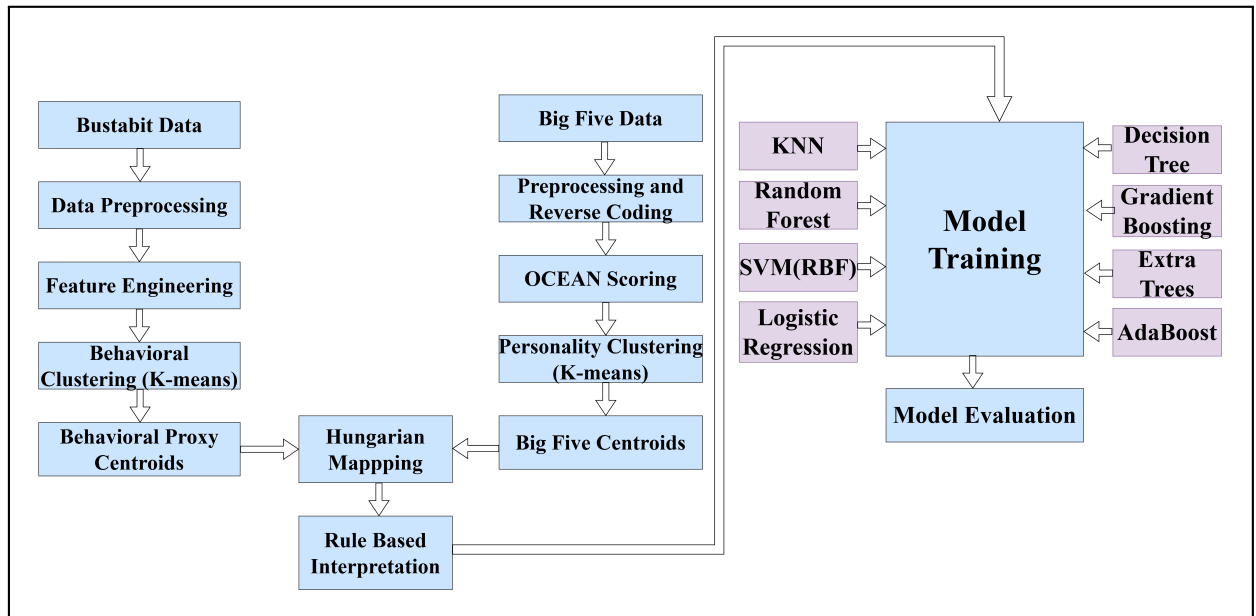 Bustabit Data
Data Preprocessing
Feature Engineering
Behavioral
Clustering (K-means)
Behavioral Proxy
Centroids
Big Five Data
Preprocessing and
Reverse Coding
OCEAN Scoring
Personality Clustering
(K-means)
Big Five Centroids
Hungarian
Mappping
Rule Based
Interpretation
KNN
Random
Forest
SVM(RBF)
Logistic
Regression
Model
Training
Decision
Tree
Gradient
Boosting
Extra
Trees
AdaBoost
Model Evaluation